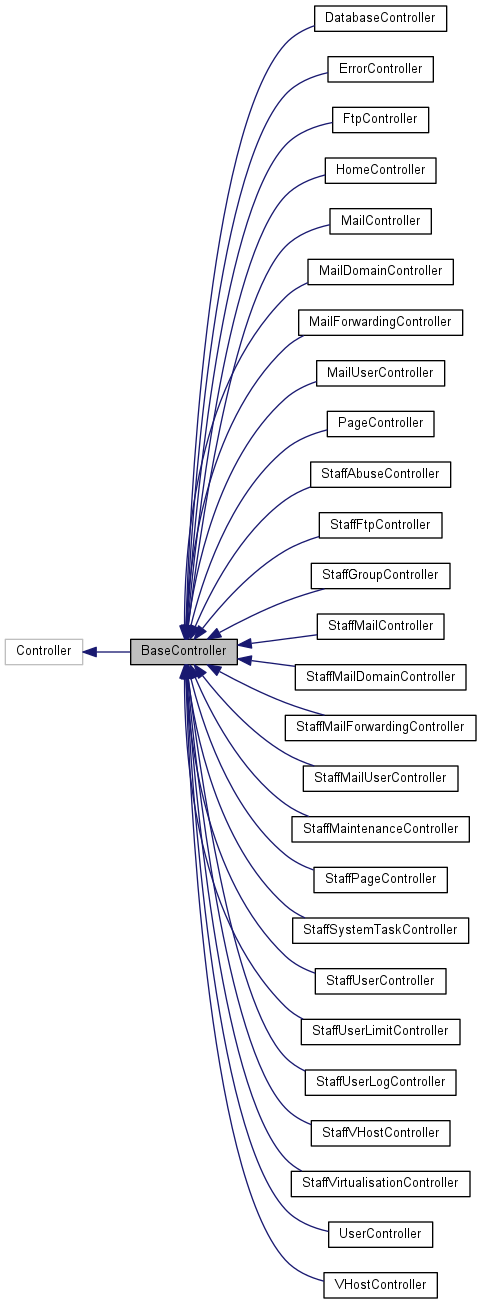 DatabaseController
ErrorController
FtpController
HomeController
MailController
MailDomainController
MailForwardingController
MailUserController
PageController
StaffAbuseController
StaffFtpController
StaffGroupController
StaffMailController
Controller
BaseController
StaffMailDomainController
StaffMailForwardingController
StaffMailUserController
StaffMaintenanceController
StaffPageController
StaffSystemTaskController
StaffUserController
StaffUserLimitController
StaffUserLogController
StaffVHostController
StaffVirtualisationController
UserController
VHostController